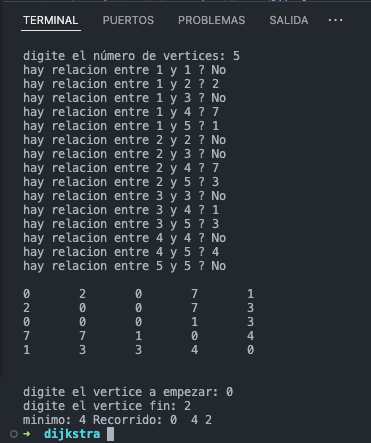 TERMINAL PUERTOS PROBLEMAS SALIDA ···
digite el número de vertices: 5
hay relacion entre 1 y 1 ? No
hay relacion entre 1 y 2 ? 2
hay relacion entre 1 y 3 ? No
hay relacion entre 1 y 4 ? 7
hay relacion entre 1 y 5 ? 1
hay relacion entre 2 y 2 ? No
hay relacion entre 2 y 3 ? No
hay relacion entre 2 y 4 ? 7
hay relacion entre 2 y 5 ? 3
hay relacion entre 3 y 3 ? No
hay relacion entre 3 y 4 ? 1
hay relacion entre 3 y 5 ? 3
hay relacion entre 4 y 4 ? No
hay relacion entre 4 y 5 ? 4
hay relacion entre 5 y 5 ? No
0 2 0 7 1
2 0 0 7 3
0 0 0 1 3
7 7 1 0 4
1 3 3 4 0
digite el vertice a empezar: 0
digite el vertice fin: 2
minimo: 4 Recorrido: 0  4 2
➜ dijkstra